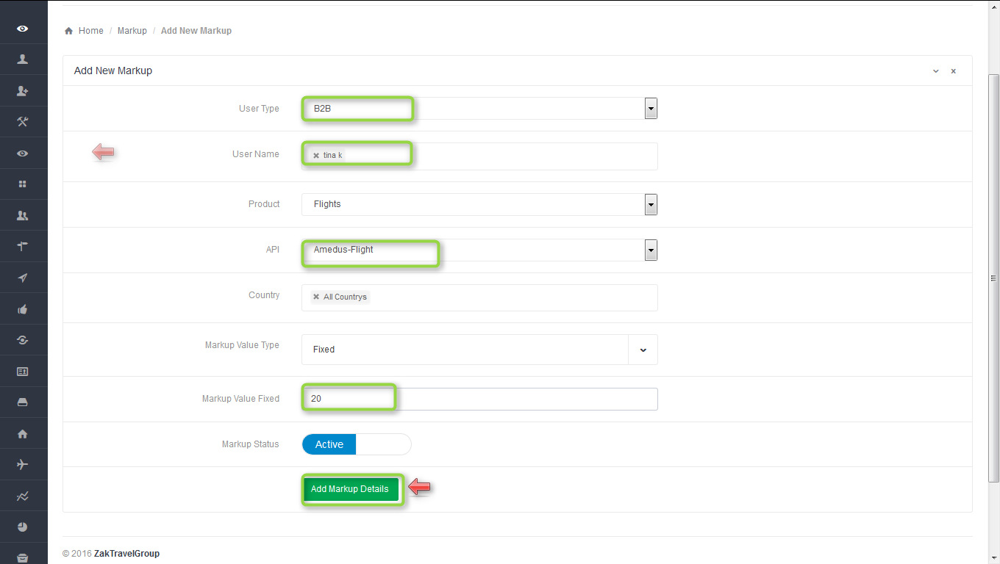 Home / Markup / Add New Markup
Add New Markup
User Type B2B
User Name × tina k
Product Flights
API Amedus-Flight
Country × All Countrys
Markup Value Type Fixed
Markup Value Fixed 20
Markup Status Active
Add Markup Details
© 2016 ZakTravelGroup